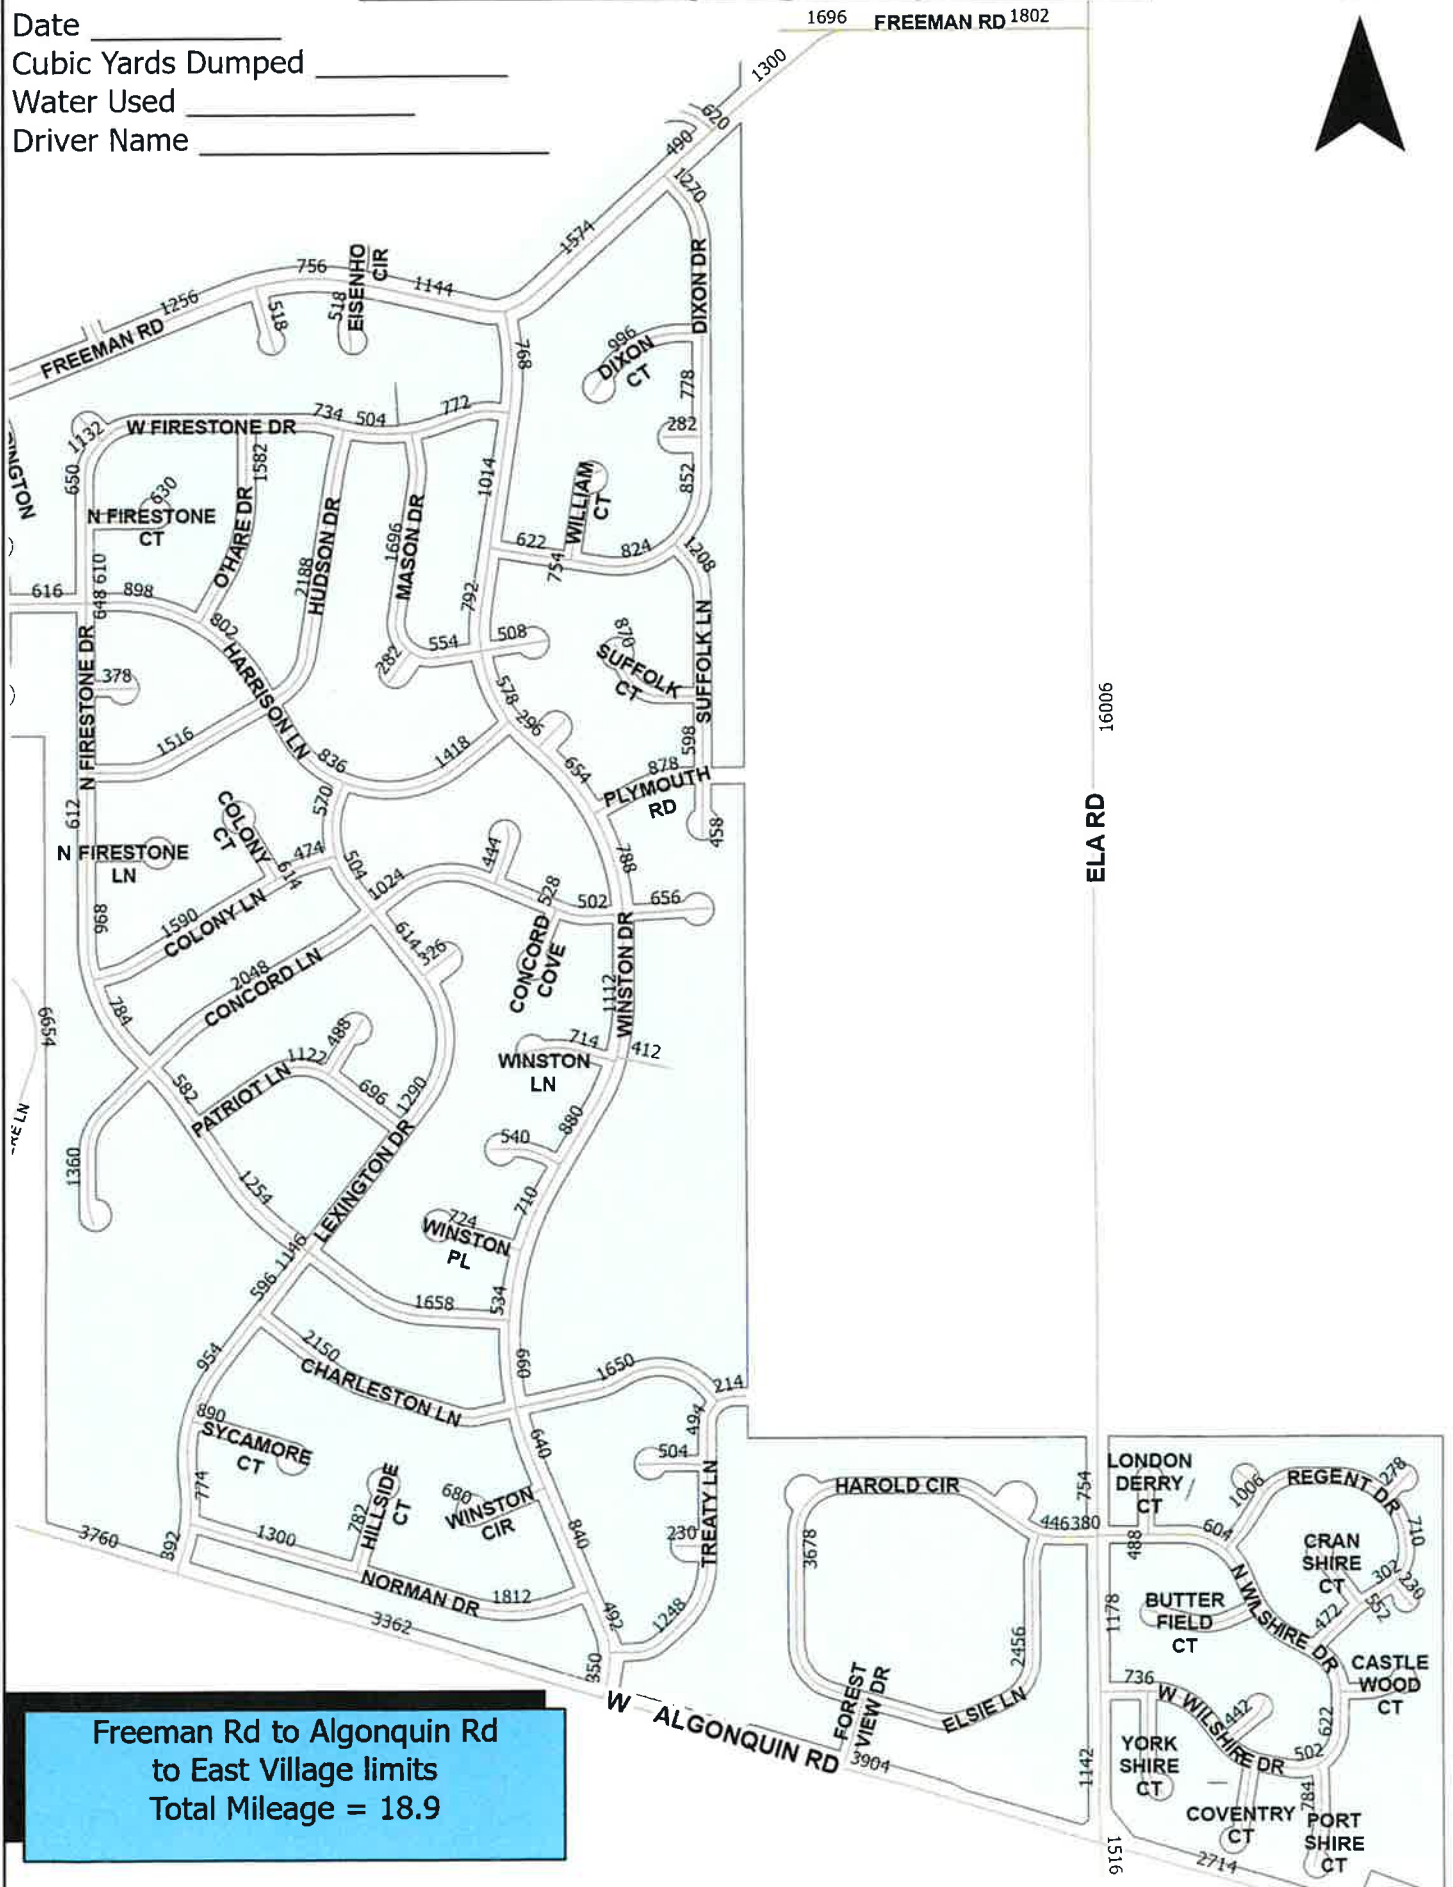 Date
Cubic Yards Dumped
Water Used
Driver Name
1696
FREEMAN RD
1802
1300
620
490
1270
1574
DIXON DR
EISENHO
CIR
756
1144
518
518
1256
FREEMAN RD
768
996
DIXON
CT
778
282
852
772
734
504
W FIRESTONE DR
1132
650
1582
630
N FIRESTONE
CT
O'HARE DR
HUDSON DR
2188
1696
MASON DR
1014
WILLIAM
CT
622
754
824
1208
616
610
648
898
802
792
554
508
282
870
SUFFOLK
CT
SUFFOLK LN
N FIRESTONE DR
378
HARRISON LN
578
296
16006
1516
836
1418
654
598
878
PLYMOUTH
RD
458
ELA RD
612
COLONY
CT
570
474
614
504
1024
444
788
N FIRESTONE
LN
968
1590
COLONY LN
528
502
656
614
326
CONCORD
COVE
2048
CONCORD LN
1112
WINSTON DR
784
6654
488
1122
PATRIOT LN
714
412
WINSTON
LN
582
696
1290
880
540
1360
LEXINGTON DR
1254
710
724
WINSTON
PL
1146
596
1658
534
954
2150
CHARLESTON LN
660
1650
214
890
SYCAMORE
CT
494
640
504
TREATY LN
774
HILLSIDE
CT
782
680
WINSTON
CIR
840
230
3760
392
1300
NORMAN DR
1812
492
1248
3362
350
W ALGONQUIN RD
HAROLD CIR
3678
446
380
754
LONDON
DERRY
CT
488
604
1006
REGENT DR
278
710
CRAN
SHIRE
CT
302
230
552
472
N WILSHIRE DR
BUTTER
FIELD
CT
1178
2456
ELSIE LN
FOREST
VIEW DR
3904
736
W WILSHIRE DR
442
CASTLE
WOOD
CT
622
502
YORK
SHIRE
CT
1142
COVENTRY
CT
784
PORT
SHIRE
CT
1516
2714
Freeman Rd to Algonquin Rd
to East Village limits
Total Mileage = 18.9